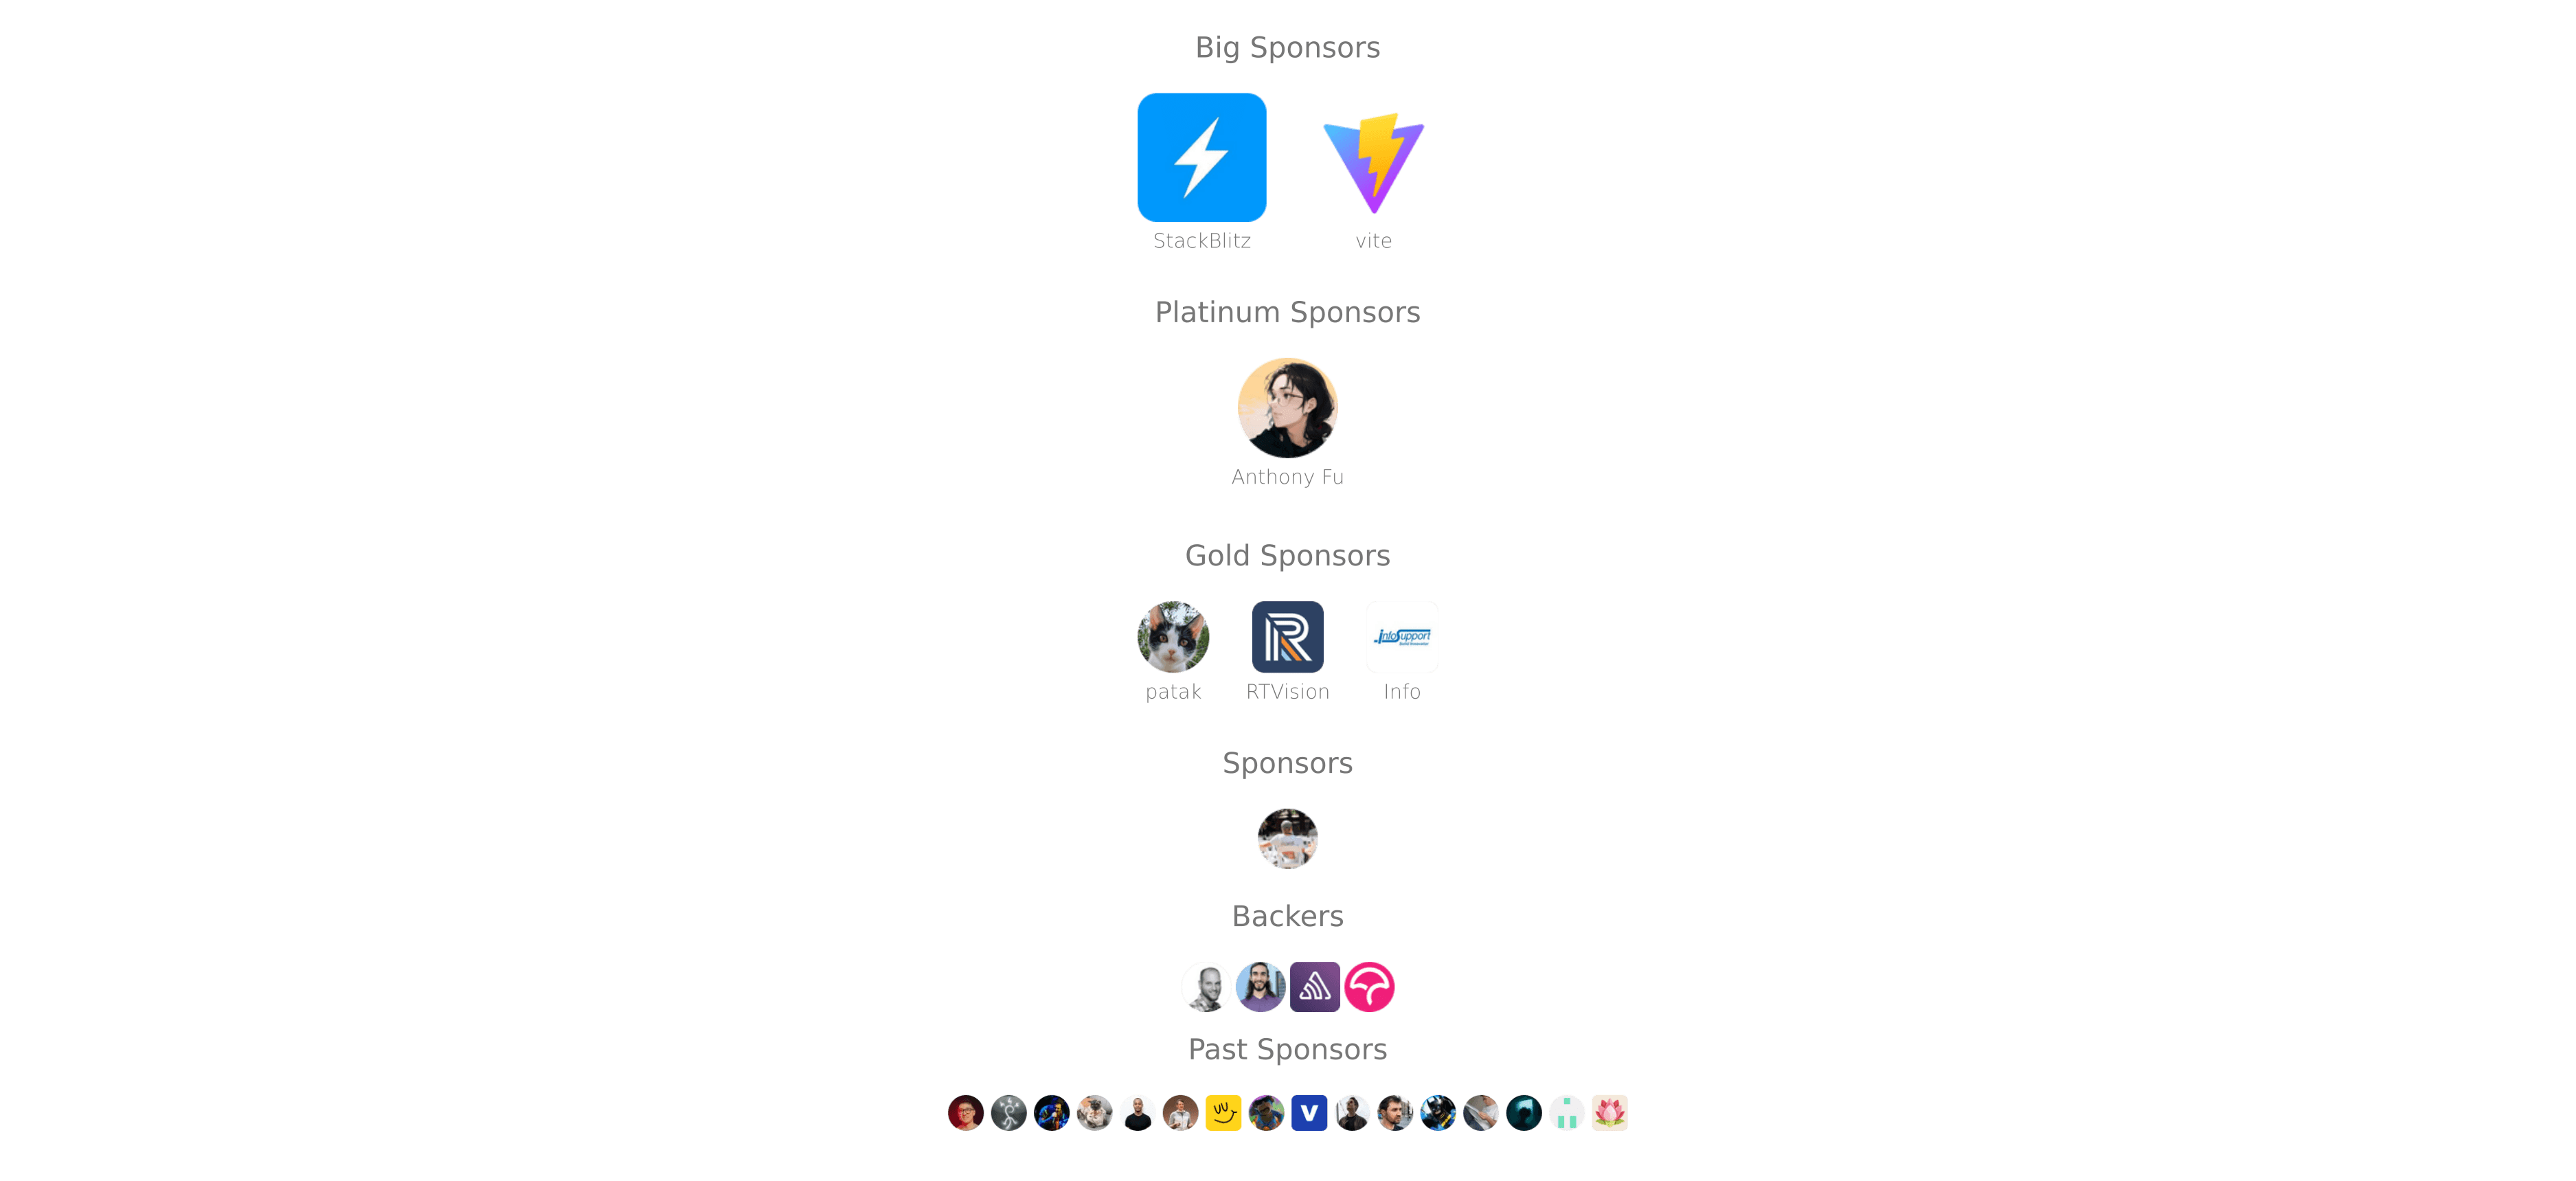 Big Sponsors
StackBlitz
vite
Platinum Sponsors
Anthony Fu
Gold Sponsors
infoSupport
patak
RTVision
Info
Sponsors
Backers
Past Sponsors